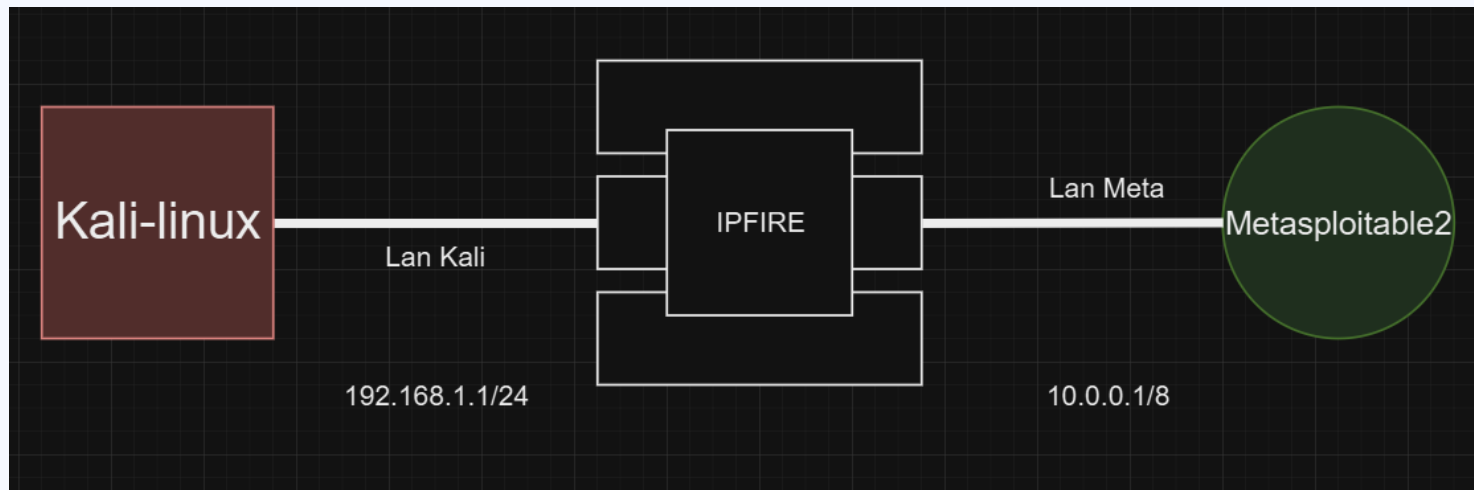 Kali-linux
Lan Kali
192.168.1.1/24
IPFIRE
Lan Meta
10.0.0.1/8
Metasploitable2